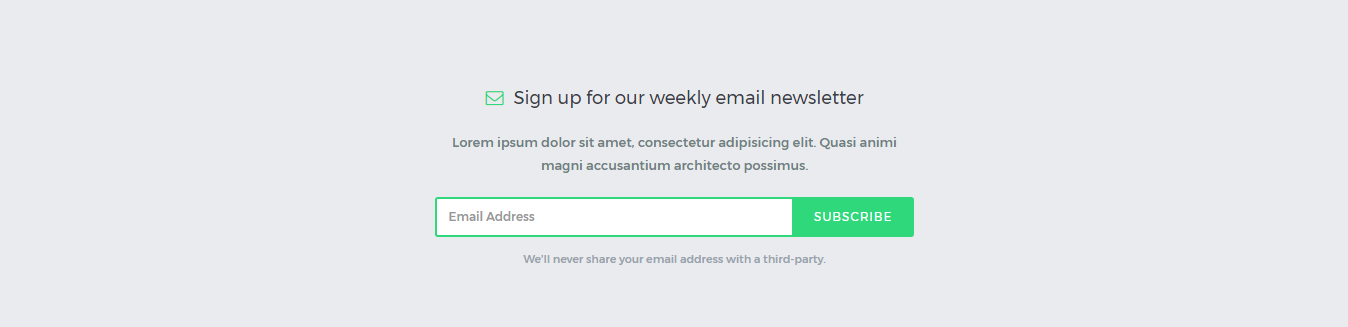 Sign up for our weekly email newsletter
Lorem ipsum dolor sit amet, consectetur adipisicing elit. Quasi animi
magni accusantium architecto possimus.
Email Address
SUBSCRIBE
We'll never share your email address with a third-party.